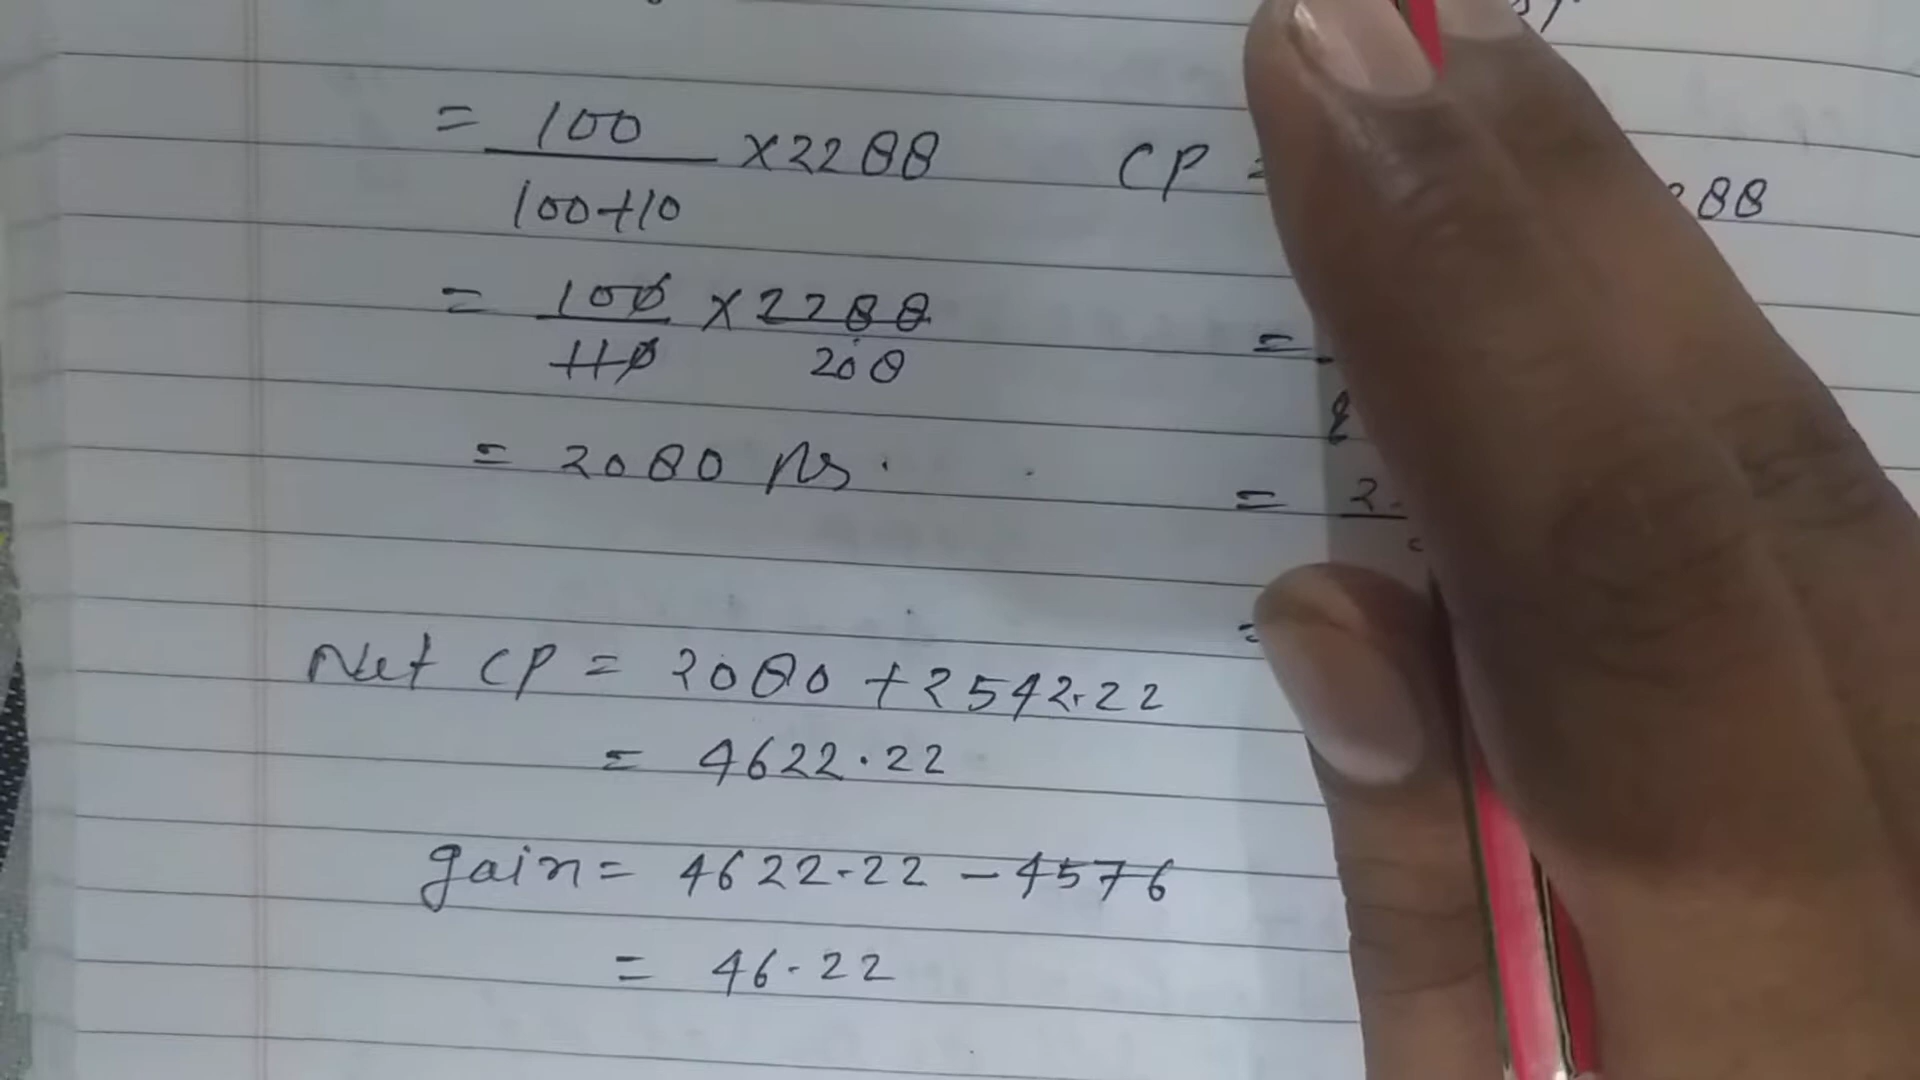 = 100/100+10 ×2288
CP =
88
= 100/110 ×2288
208
=
= 2080 Rs.
= 2
Net CP = 2080 + 2542.22
= 4622.22
gain = 4622.22 - 4576
= 46.22